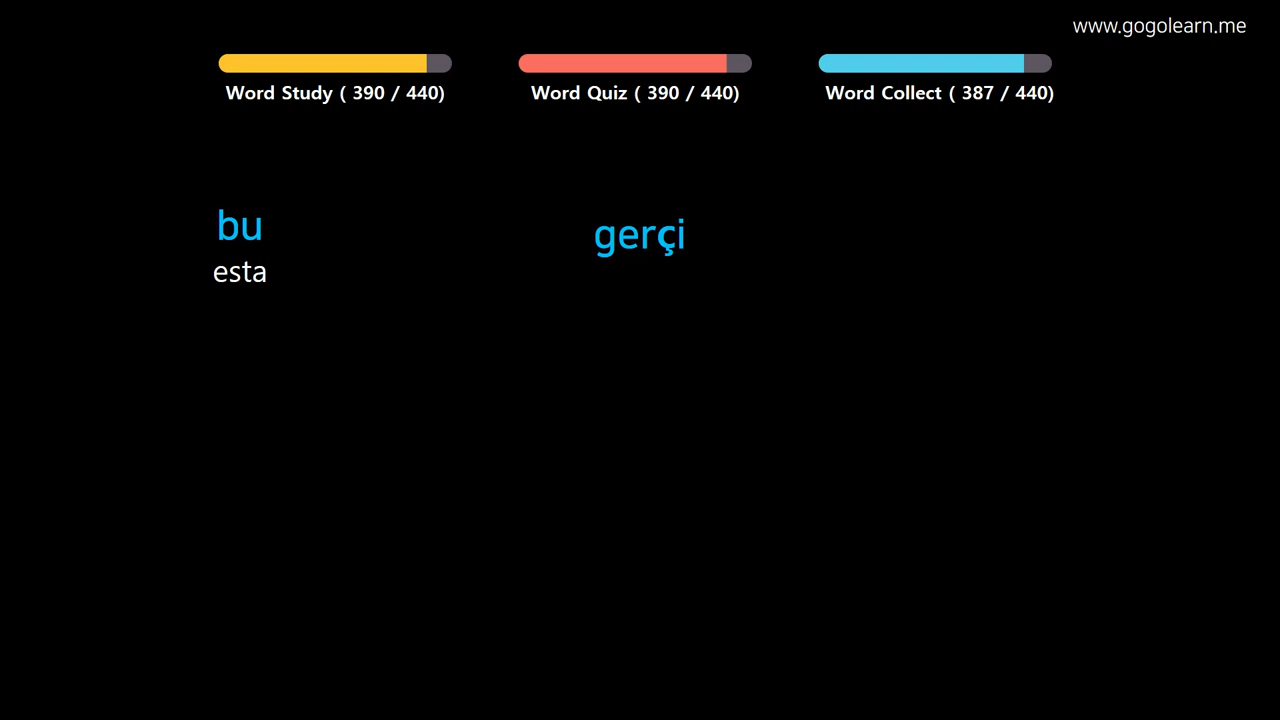 www.gogolearn.me
Word Study ( 390 / 440)
Word Quiz ( 390 / 440)
Word Collect ( 387 / 440)
bu
esta
gerçi